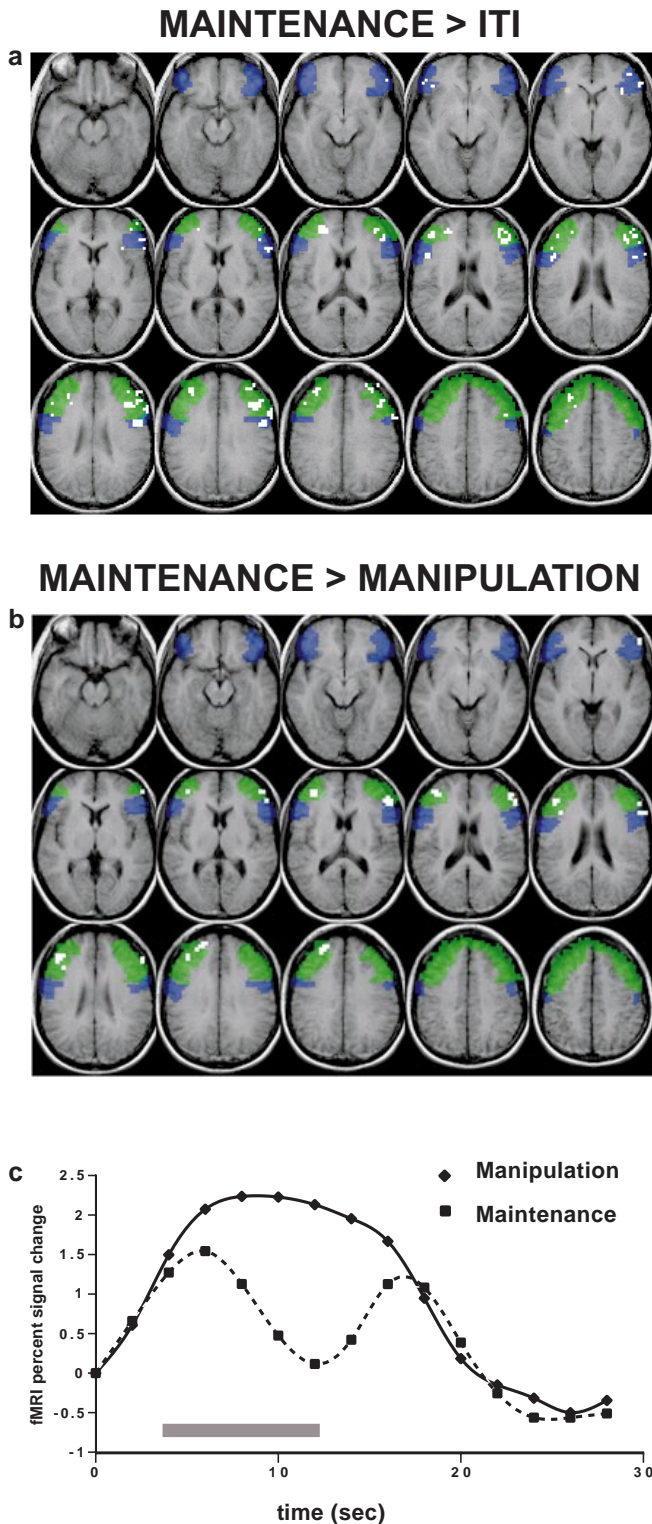 MAINTENANCE > ITI
a
MAINTENANCE > MANIPULATION
b
c
2.5
2
1.5
1
0.5
0
-0.5
-1
fMRI percent signal change
Manipulation
Maintenance
0
10
20
30
time (sec)